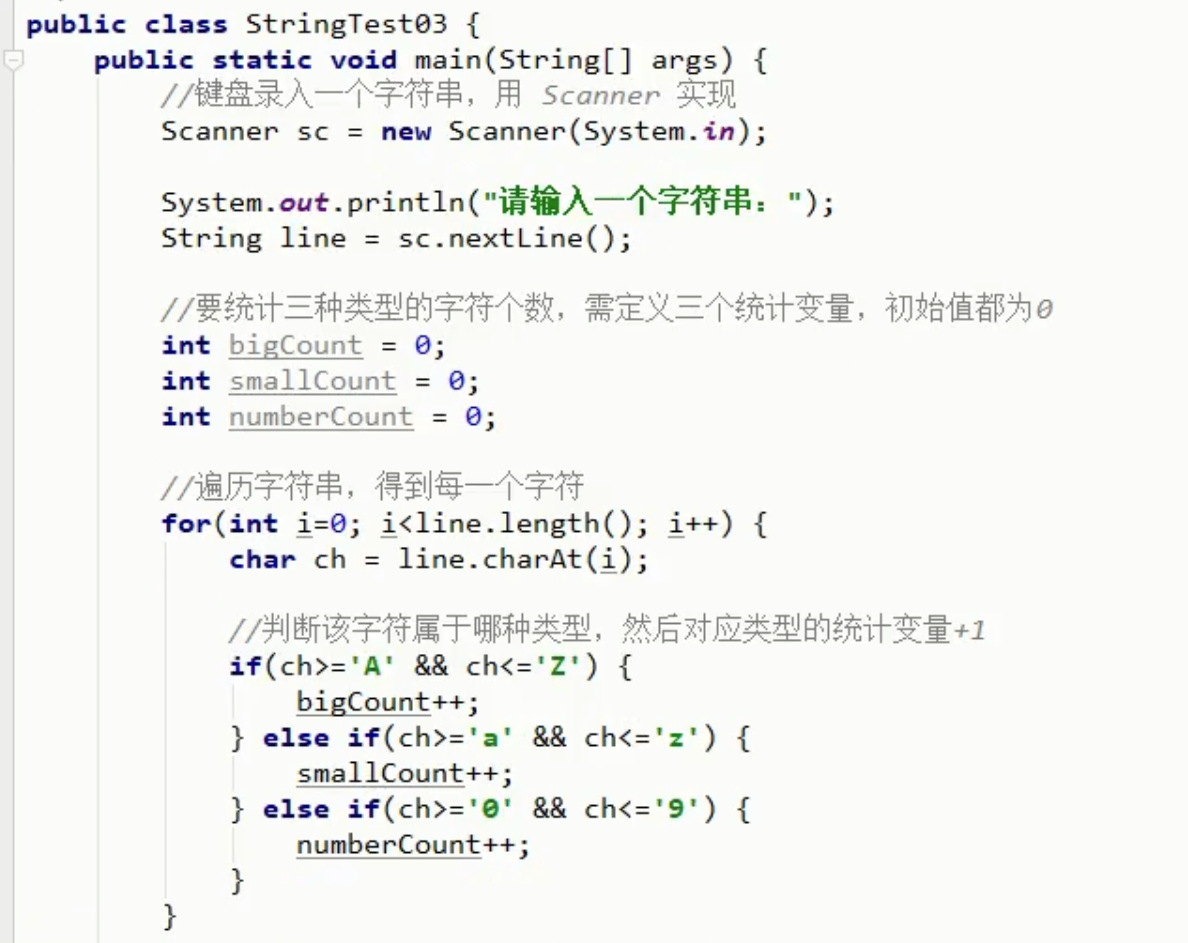 public class StringTest03 {
public static void main(String[] args) {
//键盘录入一个字符串，用 Scanner 实现
Scanner sc = new Scanner(System.in);
System.out.println("请输入一个字符串：");
String line = sc.nextLine();
//要统计三种类型的字符个数，需定义三个统计变量，初始值都为0
int bigCount = 0;
int smallCount = 0;
int numberCount = 0;
//遍历字符串，得到每一个字符
for(int i=0; i<line.length(); i++) {
char ch = line.charAt(i);
//判断该字符属于哪种类型，然后对应类型的统计变量+1
if(ch>='A' && ch<='Z') {
bigCount++;
} else if(ch>='a' && ch<='z') {
smallCount++;
} else if(ch>='0' && ch<='9') {
numberCount++;
}
}